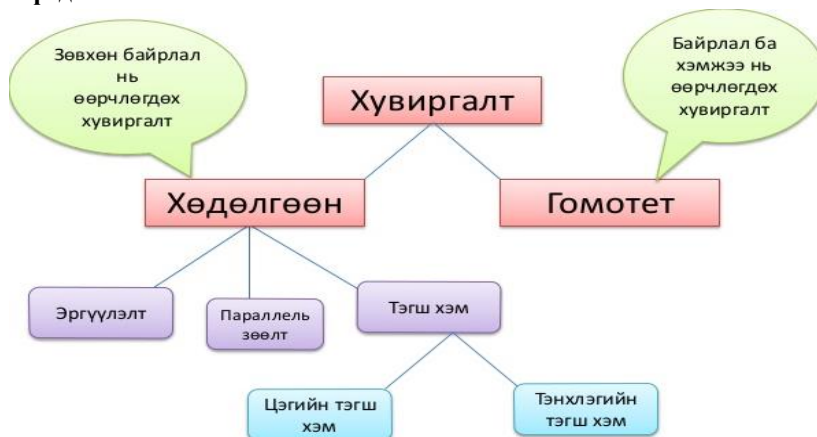 Зөвхөн байрлал
нь
өөрчлөгдөх
хувиргалт
Байрлал ба
хэмжээ нь
өөрчлөгдөх
хувиргалт
Хувиргалт
Хөдөлгөөн
Гомотет
Эргүүлэлт
Параллель
зөөлт
Тэгш хэм
Цэгийн тэгш
хэм
Тэнхлэгийн
тэгш хэм